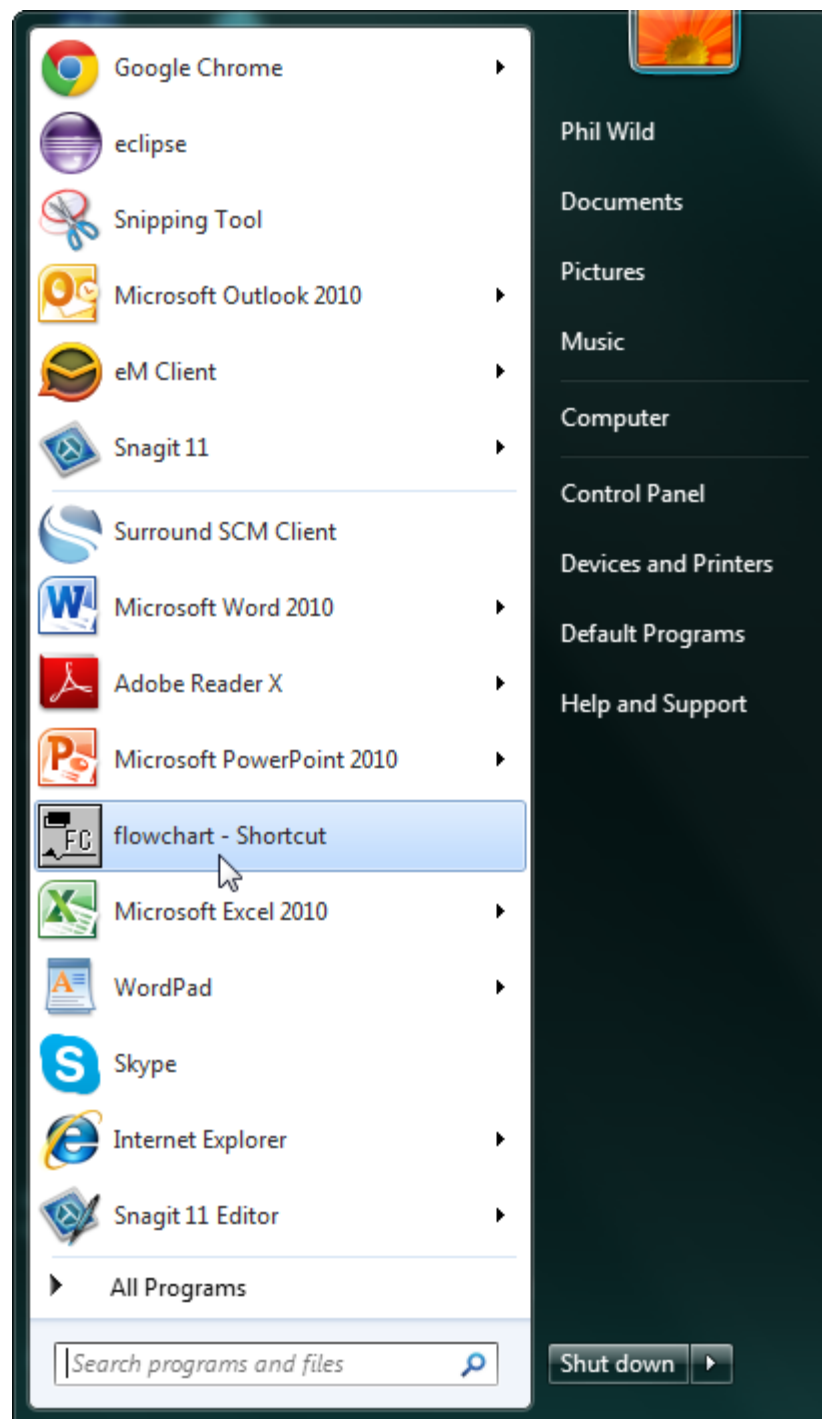 Google Chrome
eclipse
Snipping Tool
Microsoft Outlook 2010
eM Client
Snagit 11
Surround SCM Client
Microsoft Word 2010
Adobe Reader X
Microsoft PowerPoint 2010
FC
flowchart - Shortcut
Microsoft Excel 2010
WordPad
Skype
Internet Explorer
Snagit 11 Editor
All Programs
Search programs and files
Phil Wild
Documents
Pictures
Music
Computer
Control Panel
Devices and Printers
Default Programs
Help and Support
Shut down